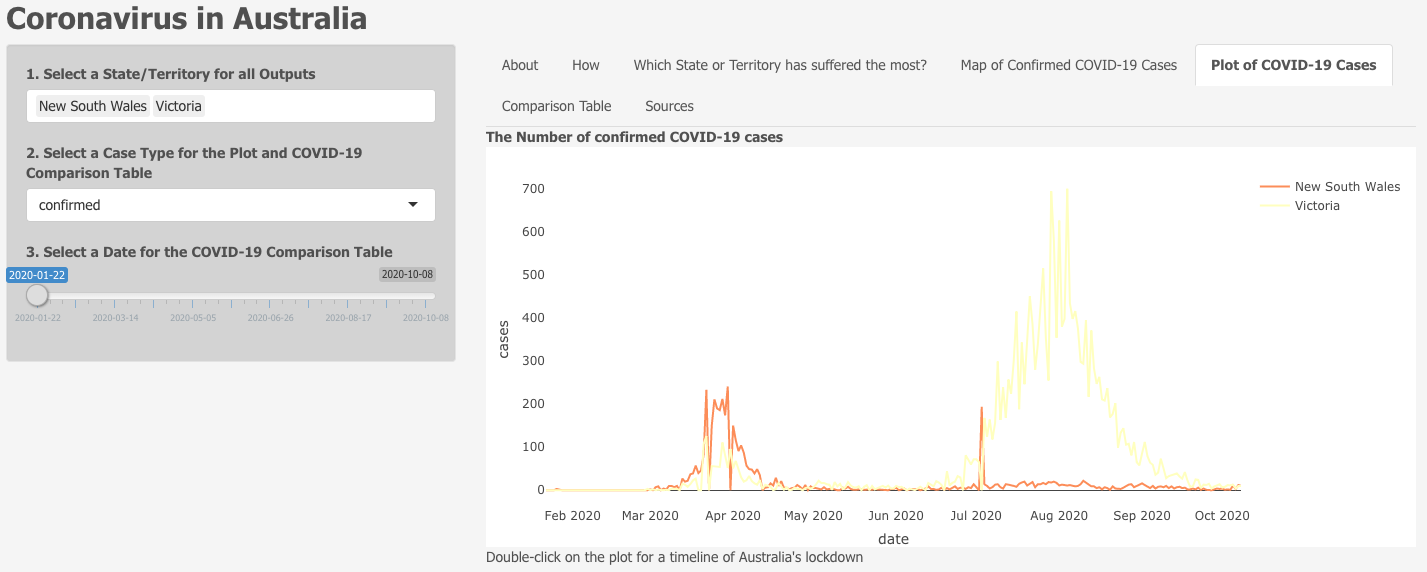 Coronavirus in Australia
1. Select a State/Territory for all Outputs
New South Wales Victoria
2. Select a Case Type for the Plot and COVID-19
Comparison Table
confirmed
3. Select a Date for the COVID-19 Comparison Table
2020-01-22 2020-10-08
2020-01-22 2020-03-14 2020-05-05 2020-06-26 2020-08-17 2020-10-08
About How Which State or Territory has suffered the most? Map of Confirmed COVID-19 Cases Plot of COVID-19 Cases
Comparison Table Sources
The Number of confirmed COVID-19 cases
700
600
500
400
300
200
100
0
cases
New South Wales
Victoria
Feb 2020 Mar 2020 Apr 2020 May 2020 Jun 2020 Jul 2020 Aug 2020 Sep 2020 Oct 2020
date
Double-click on the plot for a timeline of Australia's lockdown